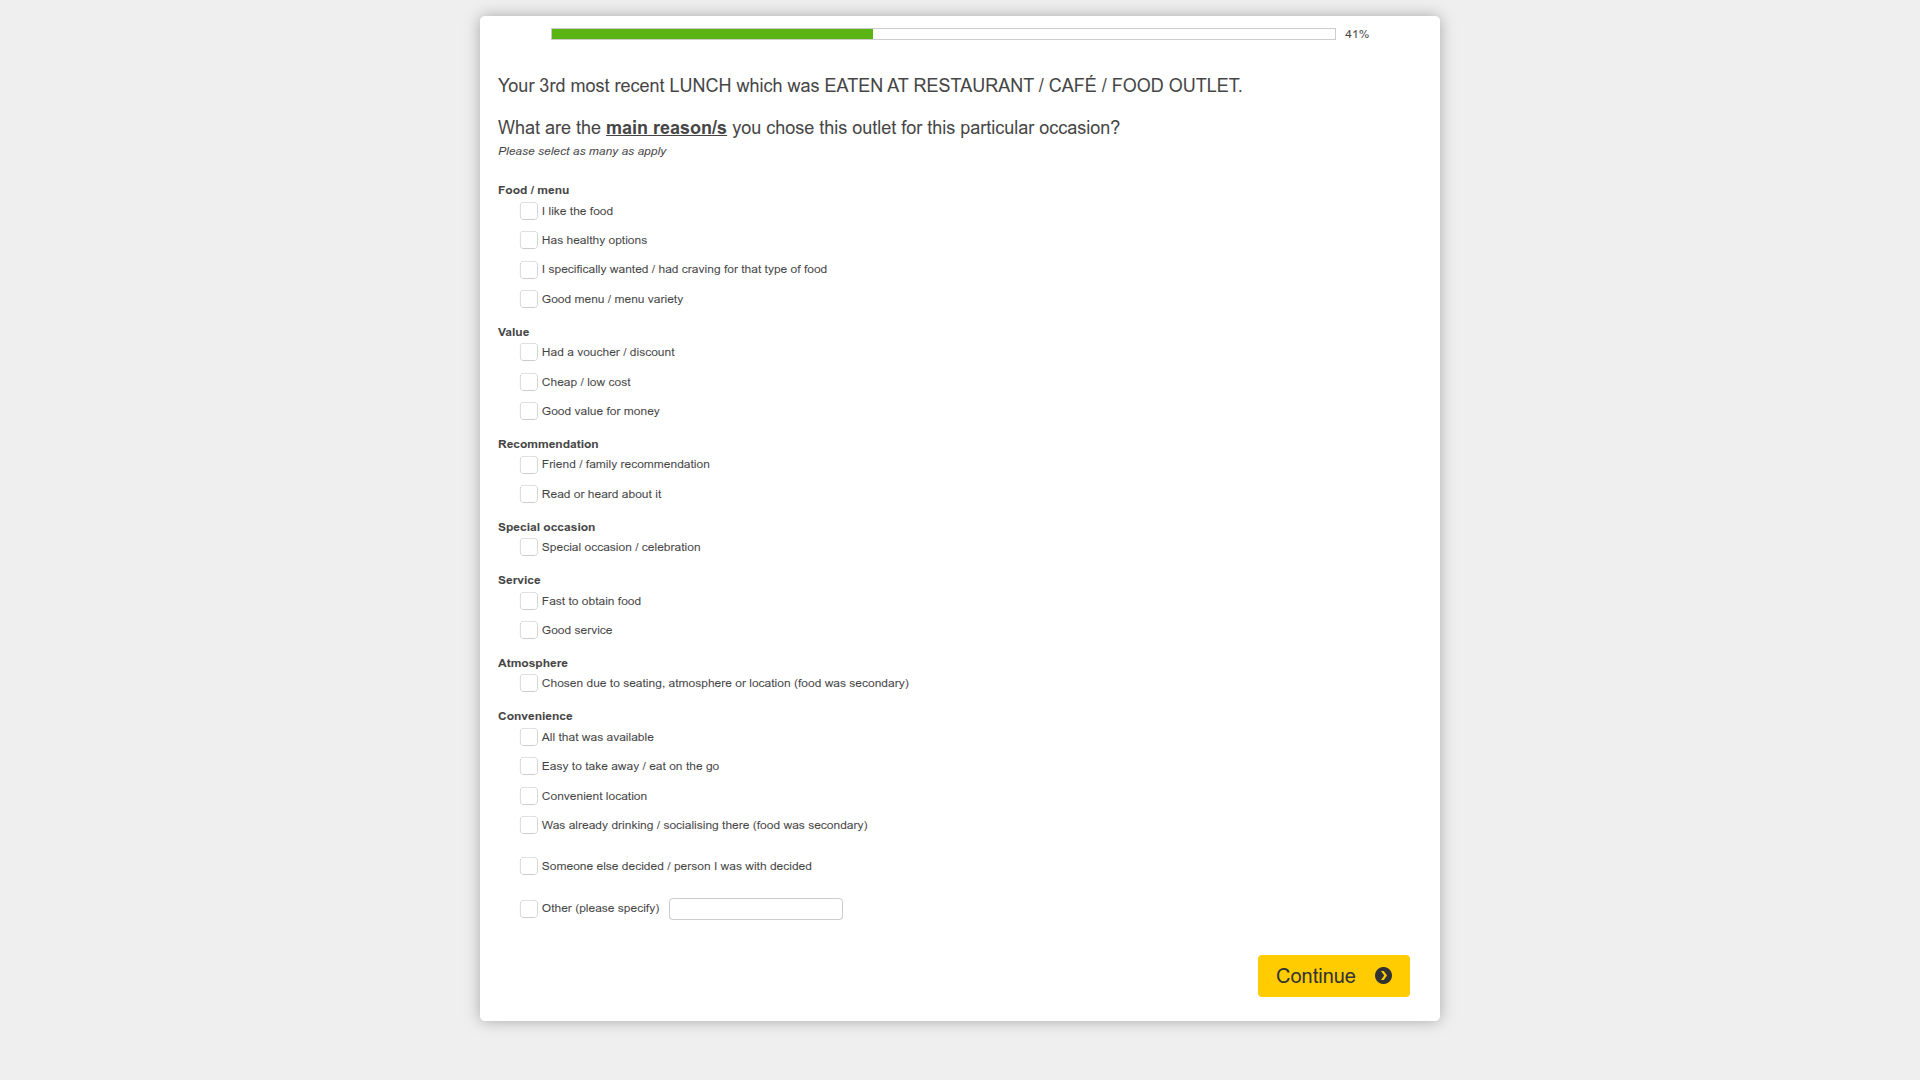 41%
Your 3rd most recent LUNCH which was EATEN AT RESTAURANT / CAFÉ / FOOD OUTLET.
What are the main reason/s you chose this outlet for this particular occasion?
Please select as many as apply
Food / menu
I like the food
Has healthy options
I specifically wanted / had craving for that type of food
Good menu / menu variety
Value
Had a voucher / discount
Cheap / low cost
Good value for money
Recommendation
Friend / family recommendation
Read or heard about it
Special occasion
Special occasion / celebration
Service
Fast to obtain food
Good service
Atmosphere
Chosen due to seating, atmosphere or location (food was secondary)
Convenience
All that was available
Easy to take away / eat on the go
Convenient location
Was already drinking / socialising there (food was secondary)
Someone else decided / person I was with decided
Other (please specify)
Continue